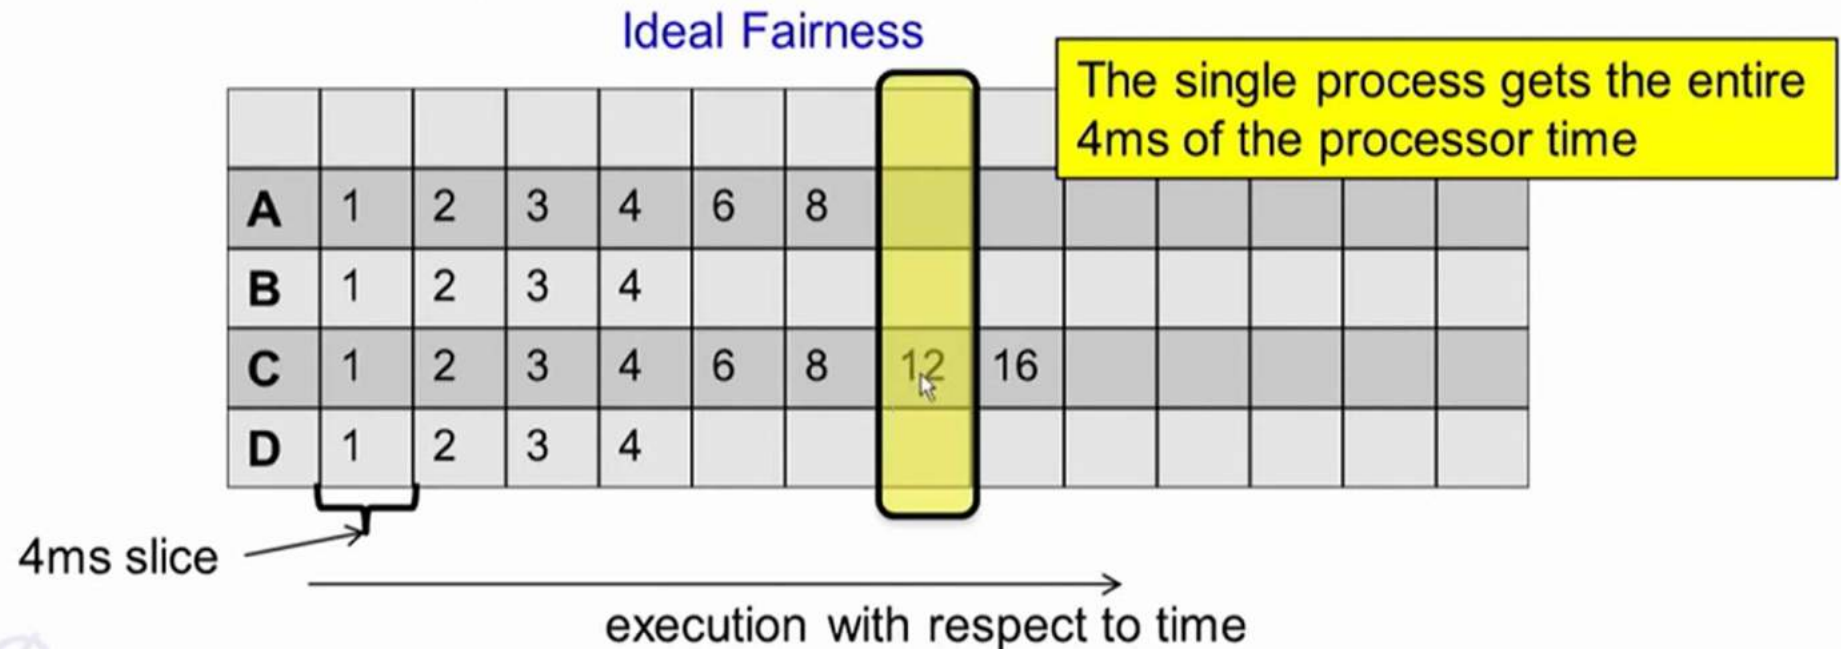 Ideal Fairness
The single process gets the entire
4ms of the processor time
A 1 2 3 4 6 8
B 1 2 3 4
C 1 2 3 4 6 8 12 16
D 1 2 3 4
4ms slice
execution with respect to time